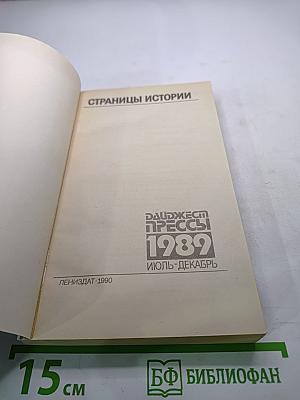 СТРАНИЦЫ ИСТОРИИ
ДАЙДЖЕСТ
ПРЕССЫ
1989
ИЮЛЬ-ДЕКАБРЬ
ЛЕНИЗДАТ·1990
15 см
БФ БИБЛИОФАН